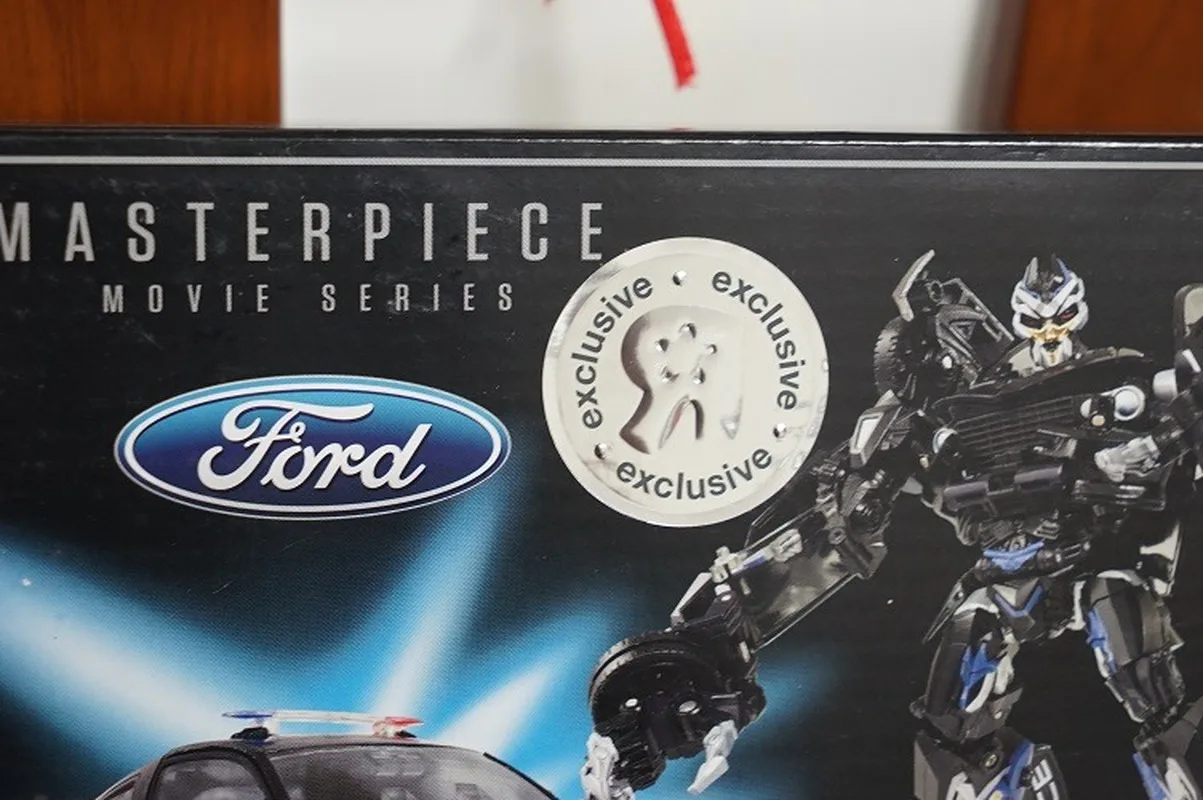 MASTERPIECE
MOVIE SERIES
Ford
exclusive • exclusive • exclusive •